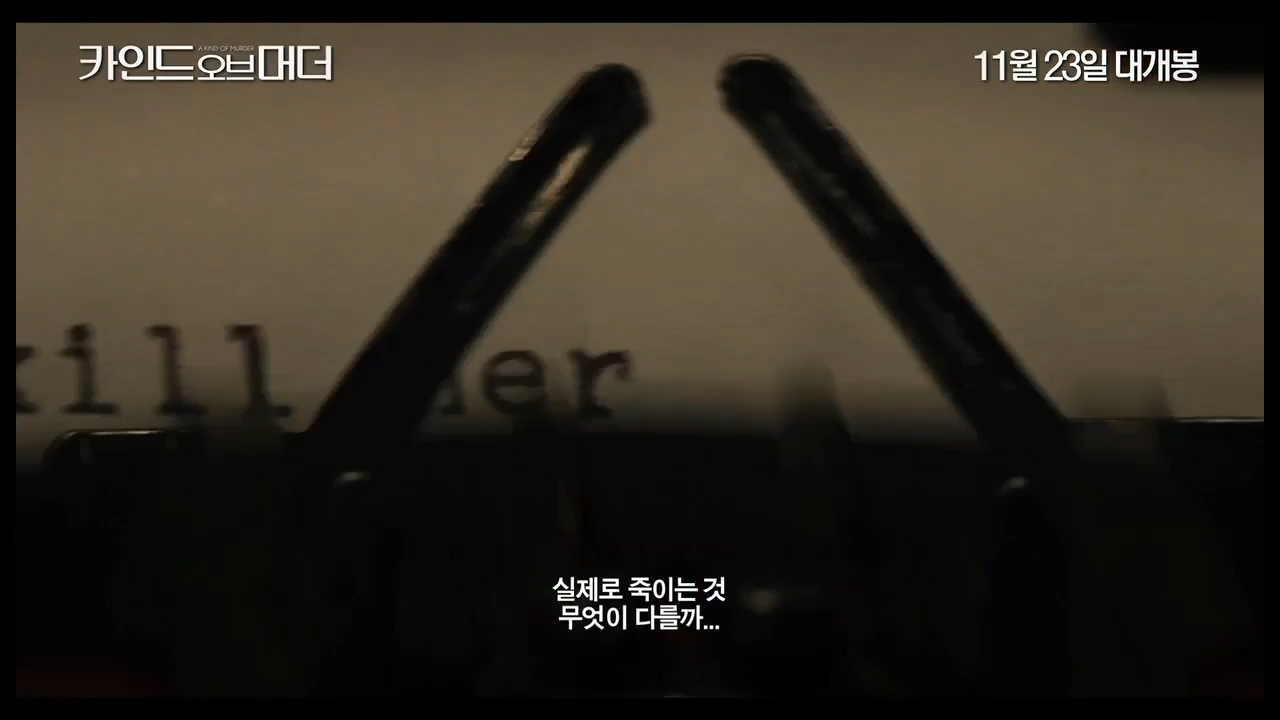 카인드오브머더
A KIND OF MURDER
11월 23일 대개봉
kill her
실제로 죽이는 것
무엇이 다를까...